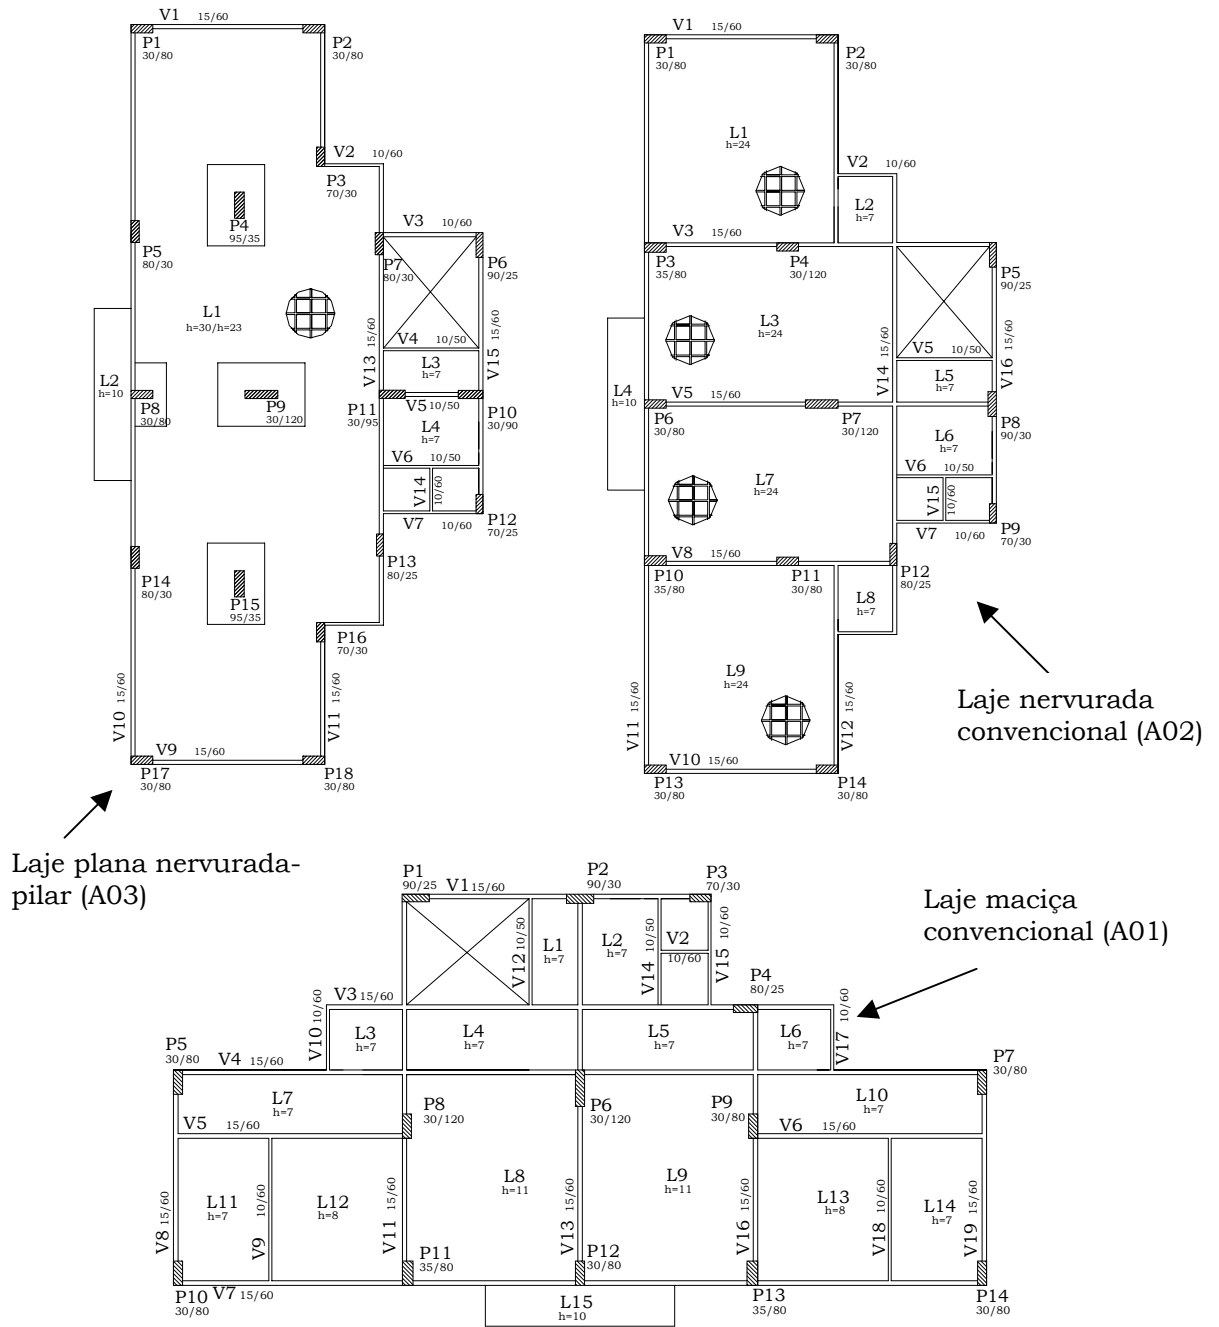 V1 15/60
P1
30/80
P2
30/80
V2 10/60
P3
70/30
P4
95/35
V3 10/60
P5
80/30
P7
80/30
P6
90/25
L1
h=30/h=23
V13 15/60
V4 10/50
V15 15/60
L3
h=7
L2
h=10
P8
30/80
P9
30/120
P11
30/95
V5 10/50
P10
30/90
L4
h=7
V6 10/50
V14 10/60
V7 10/60
P12
70/25
P13
80/25
P14
80/30
P15
95/35
P16
70/30
V10 15/60
V11 15/60
V9 15/60
P17
30/80
P18
30/80
Laje plana nervurada-
pilar (A03)
V1 15/60
P1
30/80
P2
30/80
L1
h=24
V2 10/60
L2
h=7
V3 15/60
P3
35/80
P4
30/120
P5
90/25
L3
h=24
V14 15/60
V5 10/50
V16 15/60
L4
h=10
L5
h=7
V5 15/60
P6
30/80
P7
30/120
P8
90/30
L6
h=7
V6 10/50
L7
h=24
V15 10/60
V7 10/60
P9
70/30
V8 15/60
P10
35/80
P11
30/80
P12
80/25
L8
h=7
L9
h=24
V11 15/60
V12 15/60
V10 15/60
P13
30/80
P14
30/80
Laje nervurada
convencional (A02)
P1
90/25
V1 15/60
P2
90/30
P3
70/30
V12 10/50
L1
h=7
L2
h=7
V14 10/50
V2
10/60
V15 10/60
P4
80/25
V3 15/60
V10 10/60
L3
h=7
L4
h=7
L5
h=7
L6
h=7
V17 10/60
P5
30/80
V4 15/60
P7
30/80
L7
h=7
P8
30/120
P6
30/120
P9
30/80
L10
h=7
V5 15/60
V6 15/60
L8
h=11
L9
h=11
V8 15/60
L11
h=7
V9 10/60
L12
h=8
V11 15/60
V13 15/60
V16 15/60
L13
h=8
V18 10/60
L14
h=7
V19 15/60
P11
35/80
P12
30/80
P10
30/80
V7 15/60
L15
h=10
P13
35/80
P14
30/80
Laje maciça
convencional (A01)